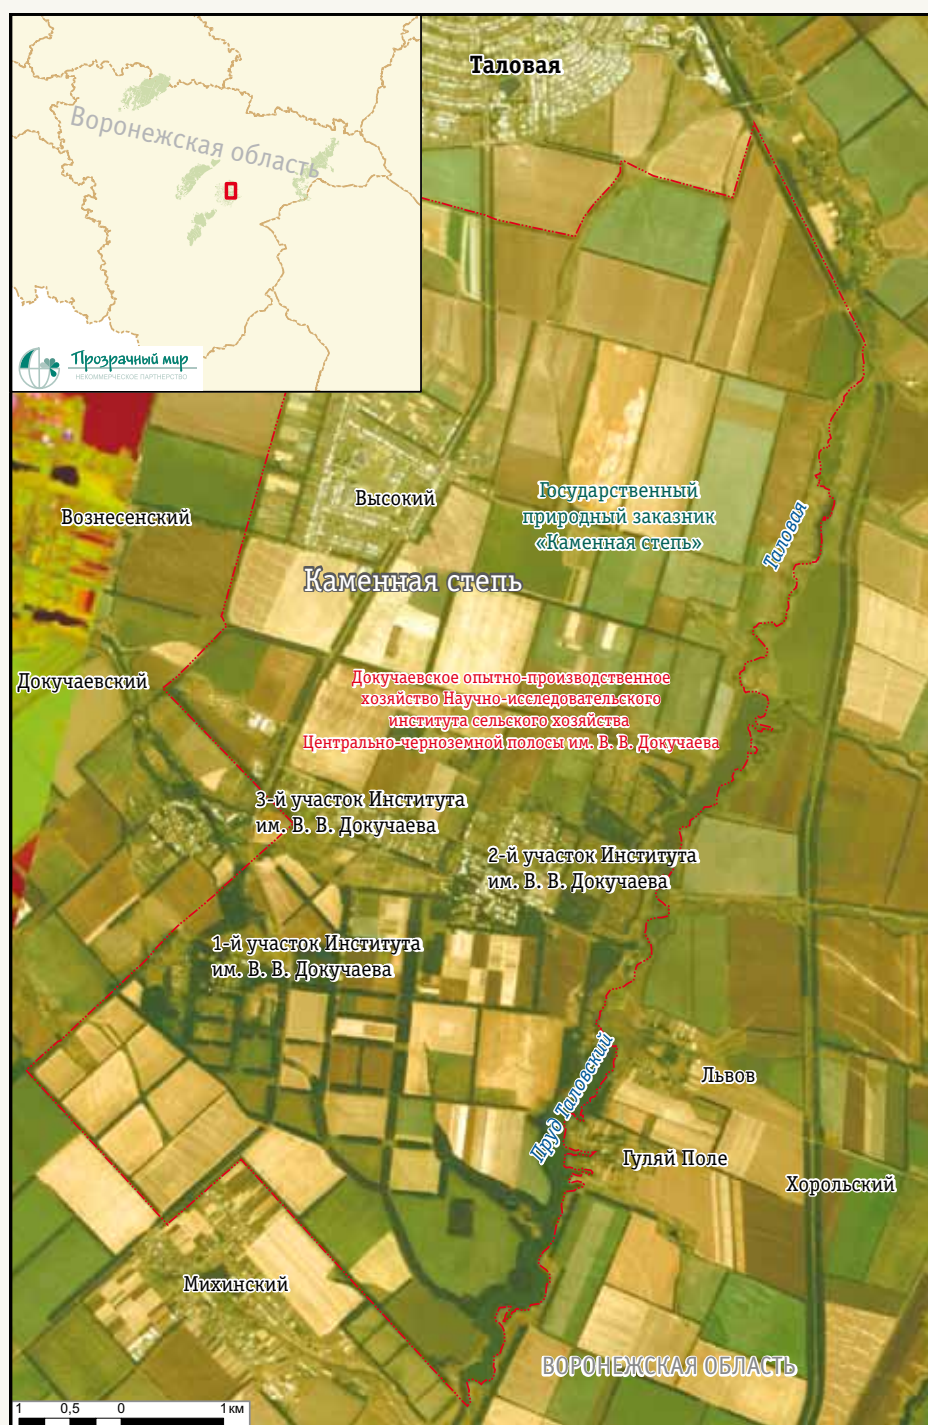 Таловая
Воронежская область
Прозрачный мир
НЕКОММЕРЧЕСКОЕ ПАРТНЕРСТВО
Высокий
Вознесенский
Государственный
природный заказник
«Каменная степь»
Таловая
Каменная степь
Докучаевский
Докучаевское опытно-производственное
хозяйство Научно-исследовательского
института сельского хозяйства
Центрально-черноземной полосы им. В. В. Докучаева
3-й участок Института
им. В. В. Докучаева
2-й участок Института
им. В. В. Докучаева
1-й участок Института
им. В. В. Докучаева
Пруд Таловский
Львов
Гуляй Поле
Хорольский
Михинский
ВОРОНЕЖСКАЯ ОБЛАСТЬ
1 0,5 0 1 км